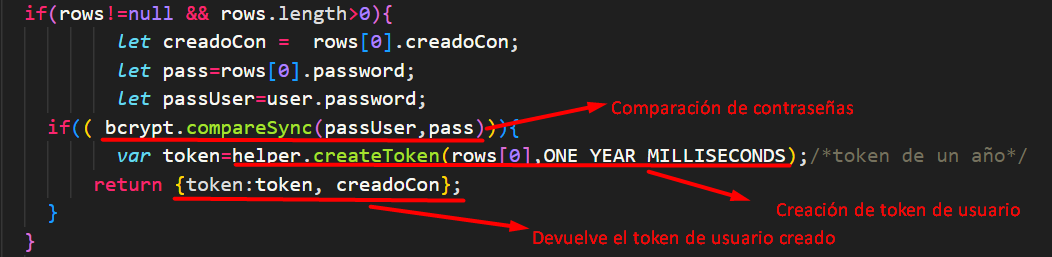 if(rows!=null && rows.length>0){
let creadoCon = rows[0].creadoCon;
let pass=rows[0].password;
let passUser=user.password;
Comparación de contraseñas
if(( bcrypt.compareSync(passUser,pass))){
var token=helper.createToken(rows[0],ONE_YEAR_MILLISECONDS);/*token de un año*/
return {token:token, creadoCon};
Creación de token de usuario
}
Devuelve el token de usuario creado
}